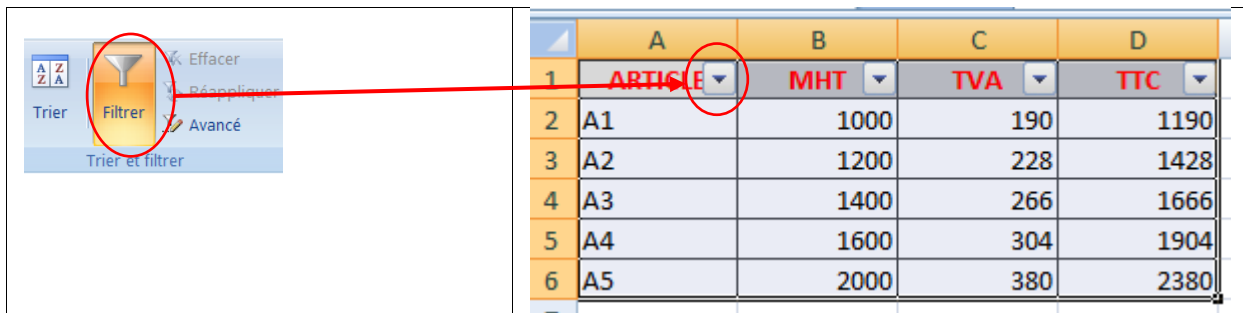 Effacer
Réappliquer
Trier
Filtrer
Avancé
Trier et filtrer
A B C D
1 ARTICLE MHT TVA TTC
2 A1 1000 190 1190
3 A2 1200 228 1428
4 A3 1400 266 1666
5 A4 1600 304 1904
6 A5 2000 380 2380